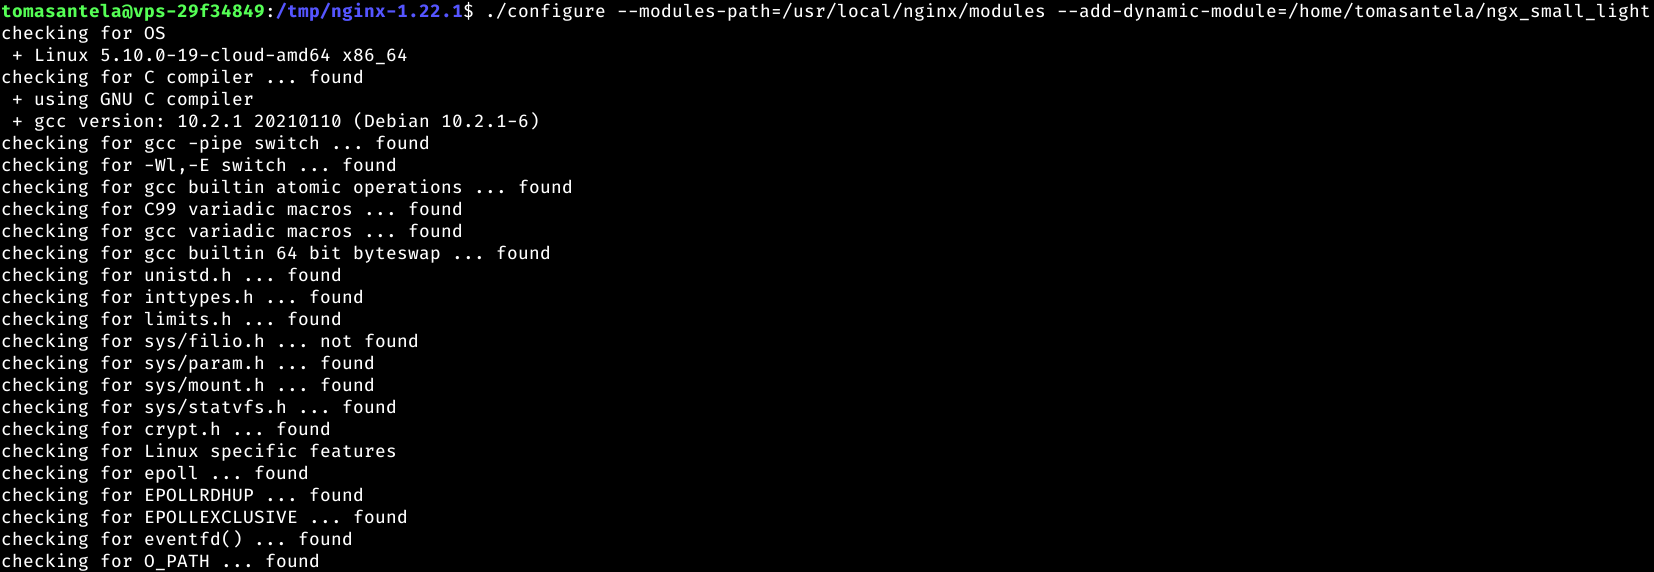 tomasantela@vps-29f34849:/tmp/nginx-1.22.1$ ./configure --modules-path=/usr/local/nginx/modules --add-dynamic-module=/home/tomasantela/ngx_small_light
checking for OS
 + Linux 5.10.0-19-cloud-amd64 x86_64
checking for C compiler ... found
 + using GNU C compiler
 + gcc version: 10.2.1 20210110 (Debian 10.2.1-6)
checking for gcc -pipe switch ... found
checking for -Wl,-E switch ... found
checking for gcc builtin atomic operations ... found
checking for C99 variadic macros ... found
checking for gcc variadic macros ... found
checking for gcc builtin 64 bit byteswap ... found
checking for unistd.h ... found
checking for inttypes.h ... found
checking for limits.h ... found
checking for sys/filio.h ... not found
checking for sys/param.h ... found
checking for sys/mount.h ... found
checking for sys/statvfs.h ... found
checking for crypt.h ... found
checking for Linux specific features
checking for epoll ... found
checking for EPOLLRDHUP ... found
checking for EPOLLEXCLUSIVE ... found
checking for eventfd() ... found
checking for O_PATH ... found